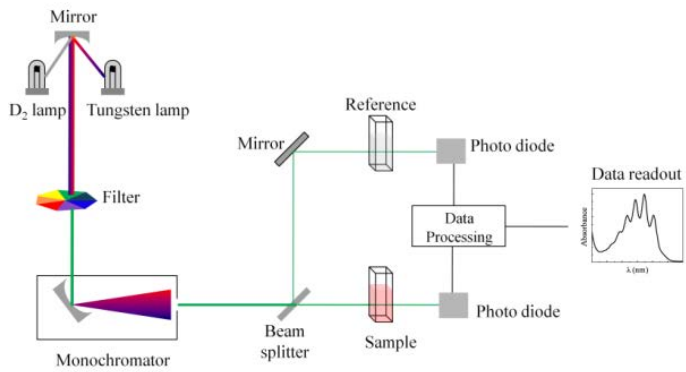 Mirror
D₂ lamp
Tungsten lamp
Filter
Monochromator
Mirror
Beam
splitter
Reference
Sample
Photo diode
Data
Processing
Photo diode
Data readout
Absorbance
λ (nm)